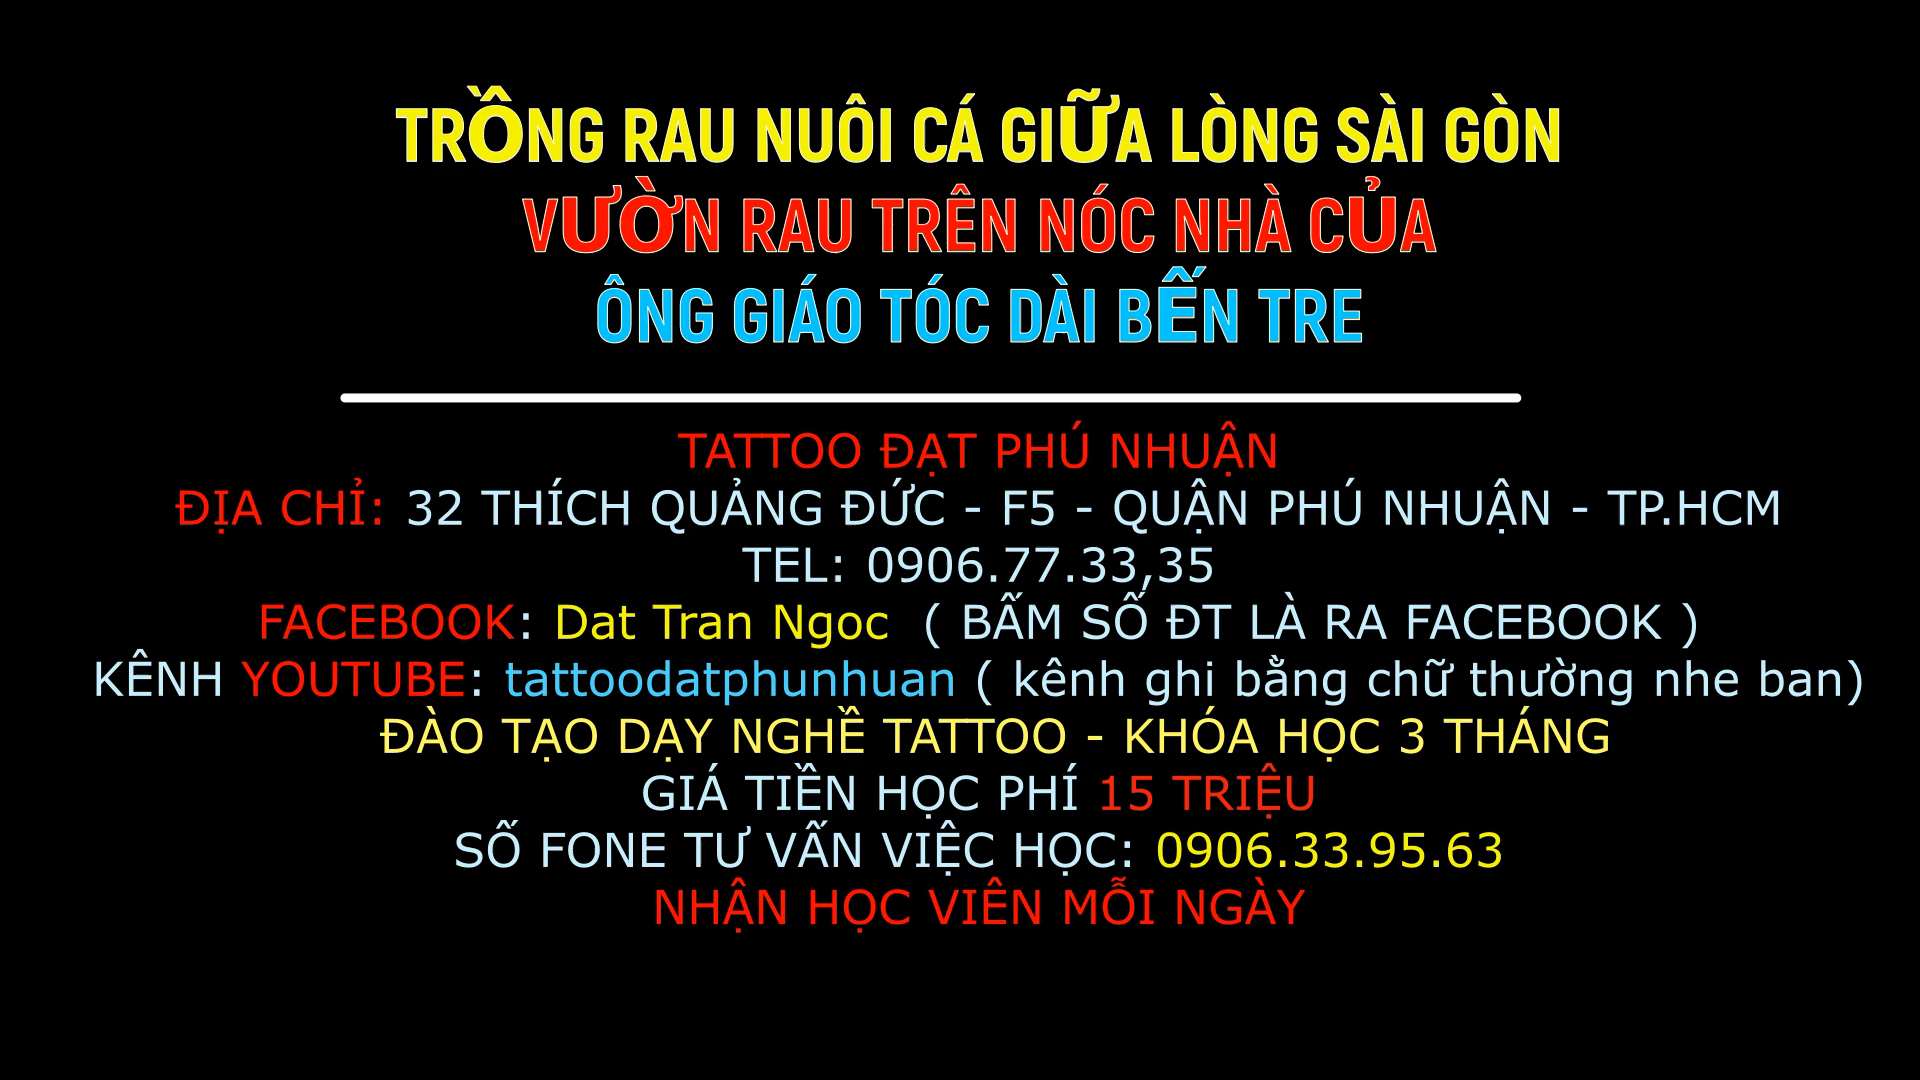 TRỒNG RAU NUÔI CÁ GIỮA LÒNG SÀI GÒN
VƯỜN RAU TRÊN NÓC NHÀ CỦA
ÔNG GIÁO TÓC DÀI BẾN TRE
TATTOO ĐẠT PHÚ NHUẬN
ĐỊA CHỈ: 32 THÍCH QUẢNG ĐỨC - F5 - QUẬN PHÚ NHUẬN - TP.HCM
TEL: 0906.77.33,35
FACEBOOK: Dat Tran Ngoc ( BẤM SỐ ĐT LÀ RA FACEBOOK )
KÊNH YOUTUBE: tattoodatphunhuan ( kênh ghi bằng chữ thường nhe ban)
ĐÀO TẠO DẠY NGHỀ TATTOO - KHÓA HỌC 3 THÁNG
GIÁ TIỀN HỌC PHÍ 15 TRIỆU
SỐ FONE TƯ VẤN VIỆC HỌC: 0906.33.95.63
NHẬN HỌC VIÊN MỖI NGÀY